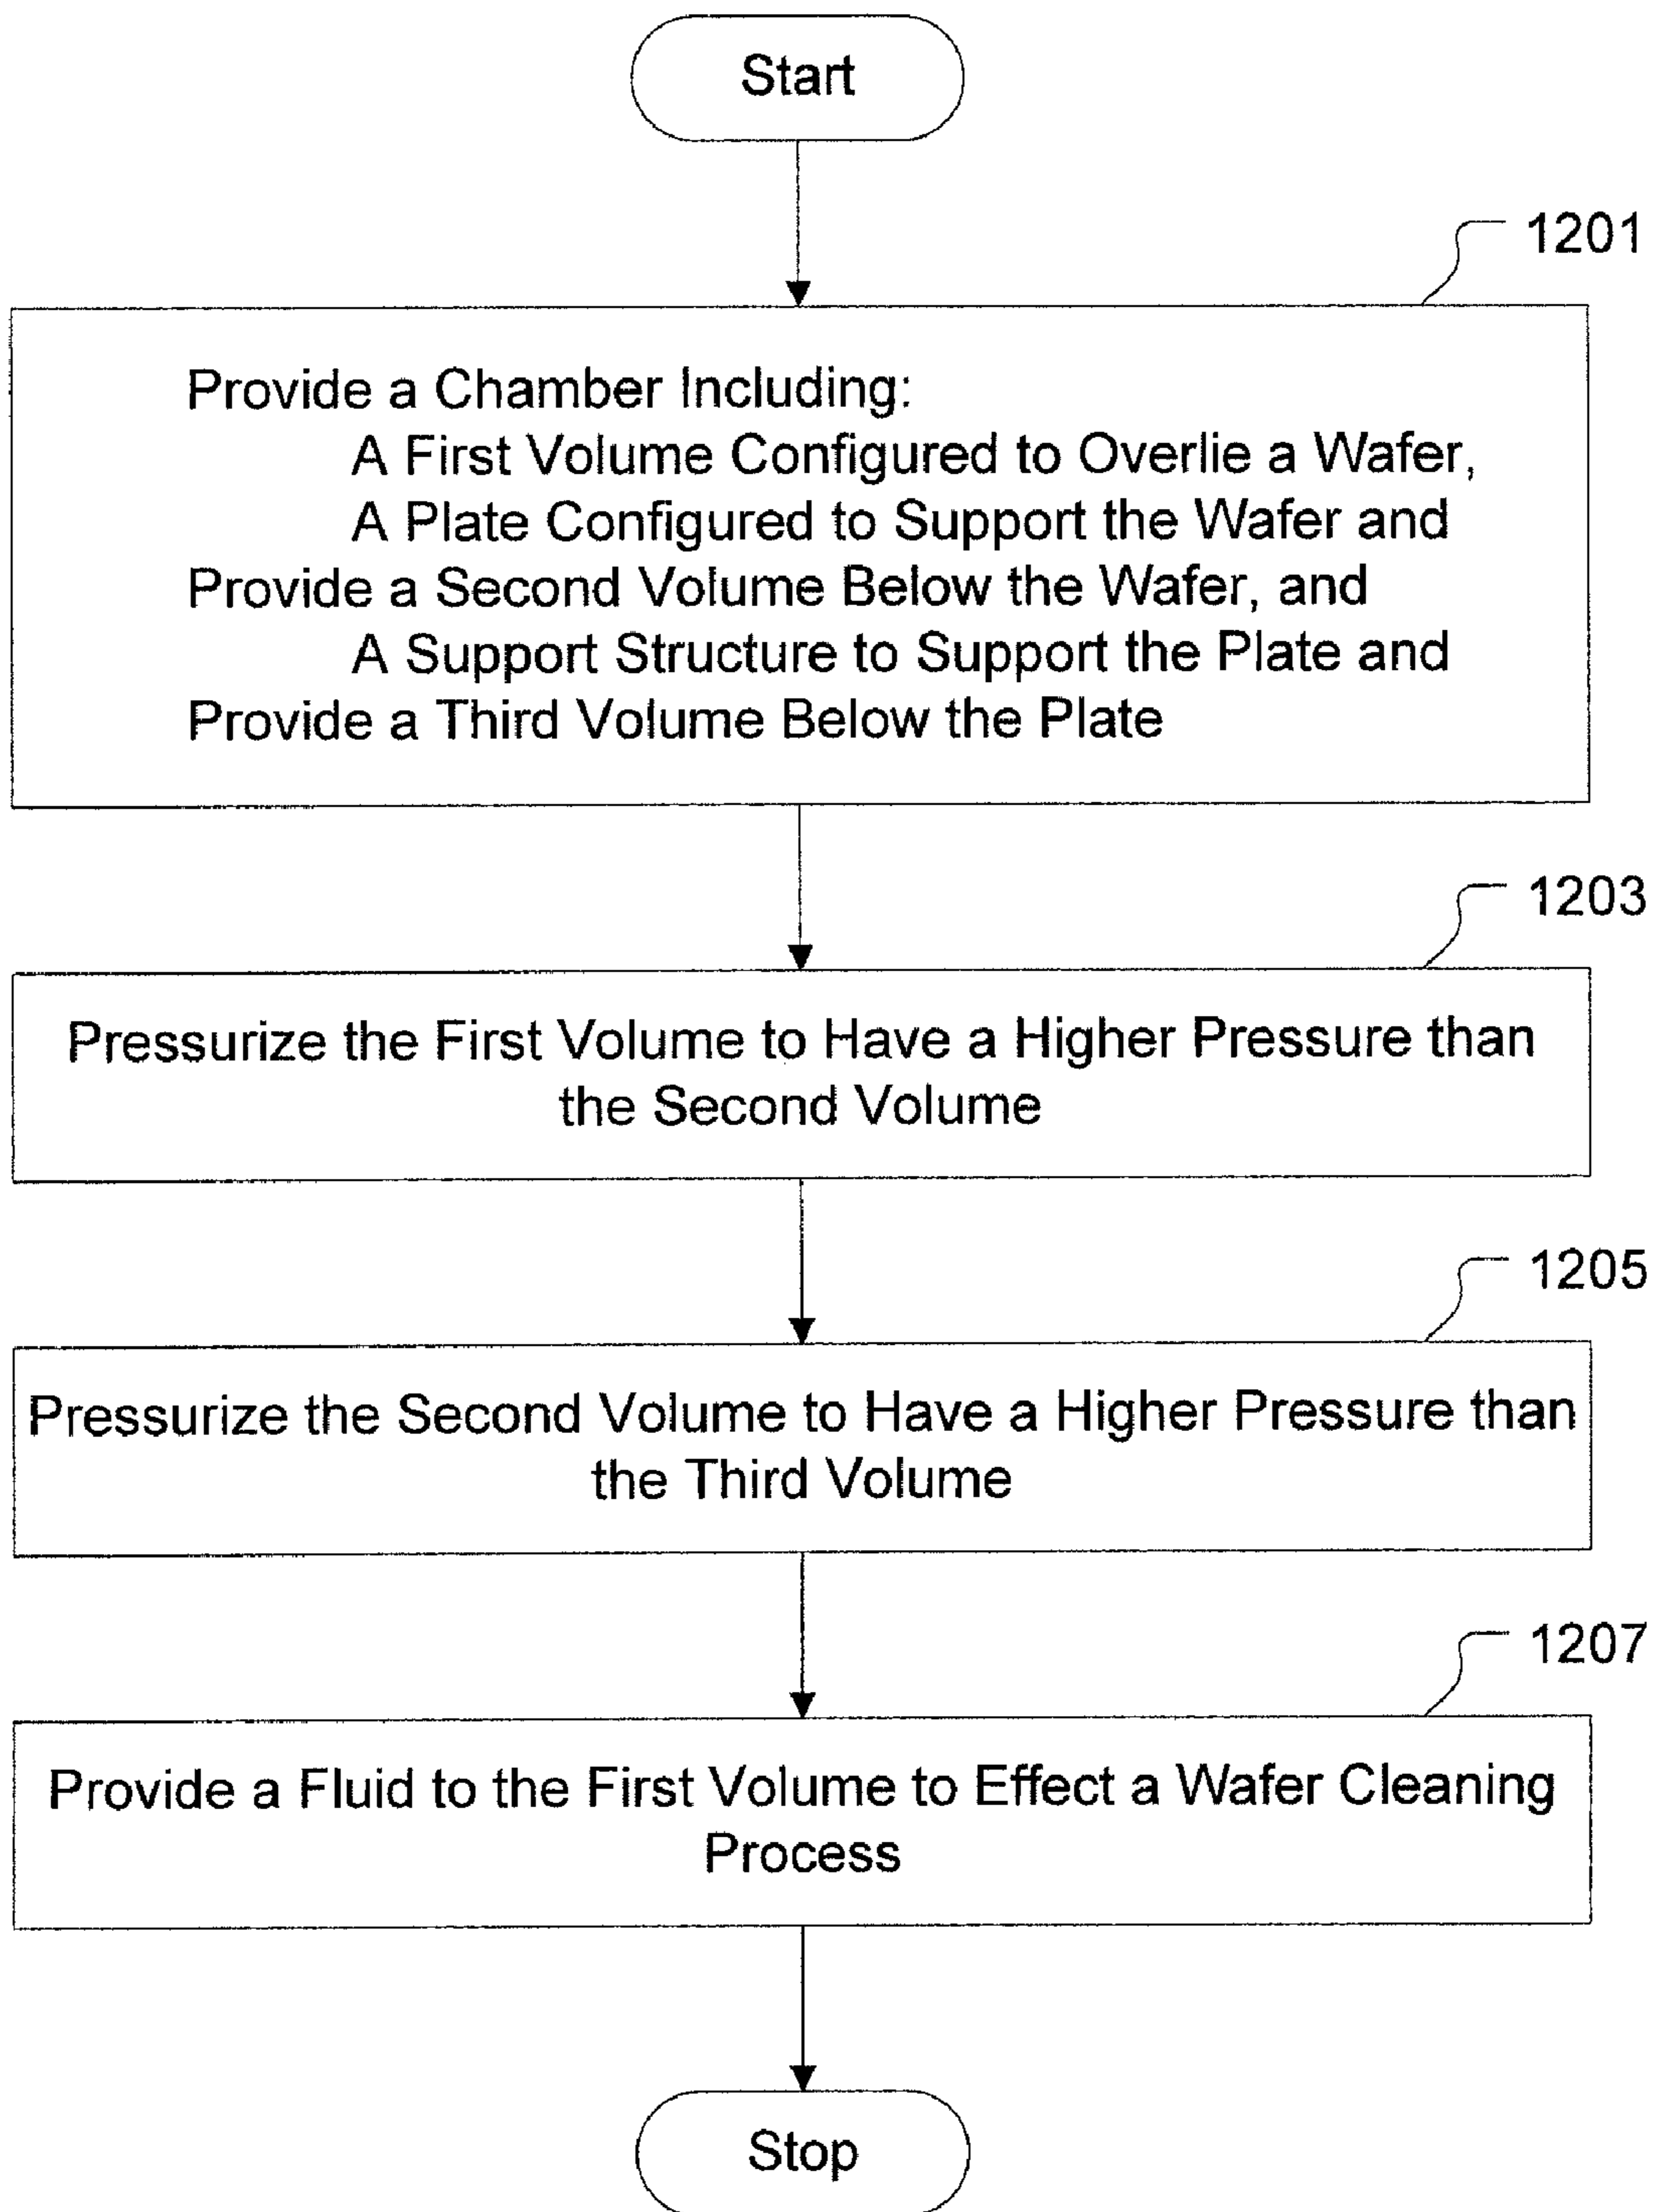 Start
1201
Provide a Chamber Including:
A First Volume Configured to Overlie a Wafer,
A Plate Configured to Support the Wafer and
Provide a Second Volume Below the Wafer, and
A Support Structure to Support the Plate and
Provide a Third Volume Below the Plate
1203
Pressurize the First Volume to Have a Higher Pressure than
the Second Volume
1205
Pressurize the Second Volume to Have a Higher Pressure than
the Third Volume
1207
Provide a Fluid to the First Volume to Effect a Wafer Cleaning
Process
Stop